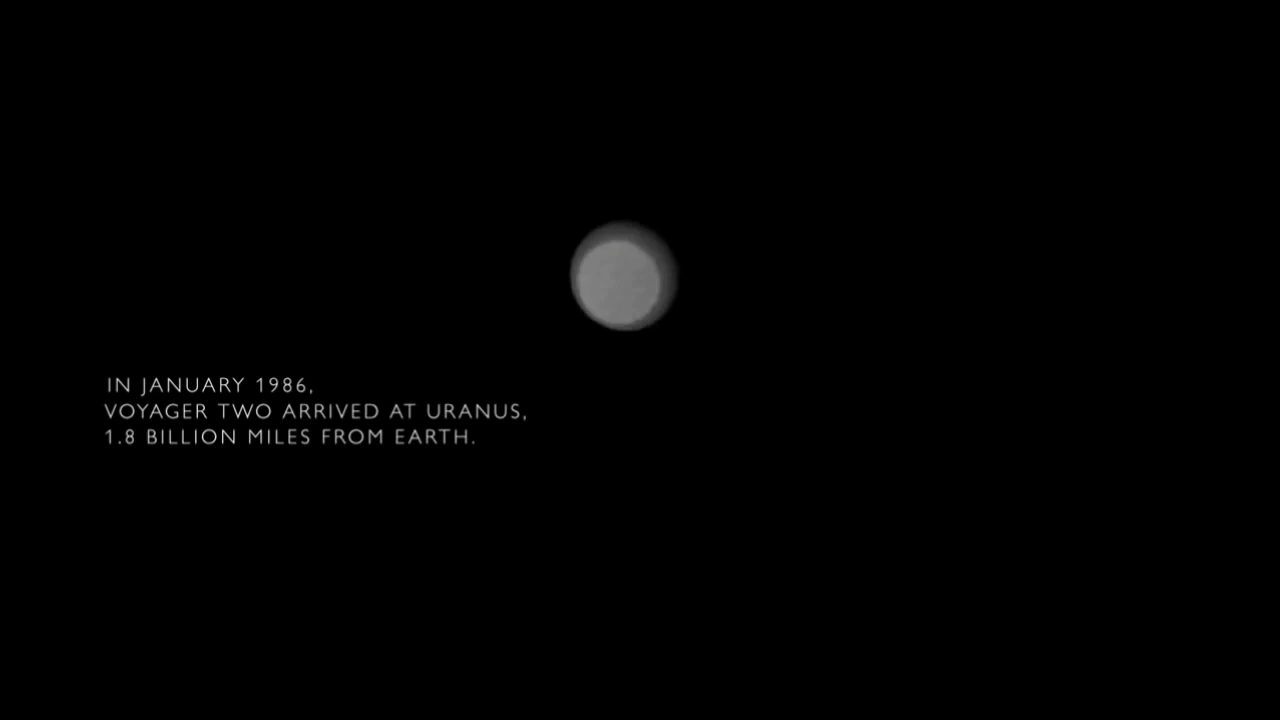 IN JANUARY 1986,
VOYAGER TWO ARRIVED AT URANUS,
1.8 BILLION MILES FROM EARTH.